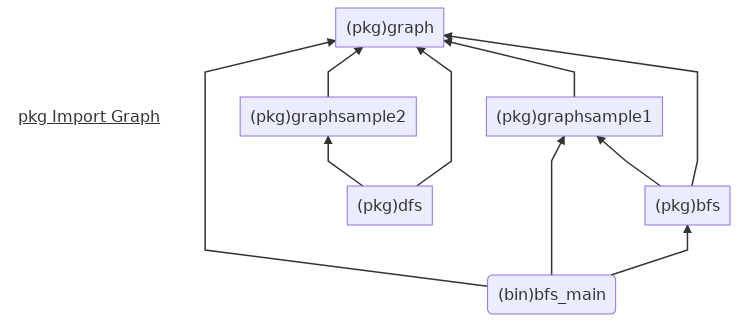 (pkg)graph
pkg Import Graph
(pkg)graphsample2
(pkg)graphsample1
(pkg)dfs
(pkg)bfs
(bin)bfs_main